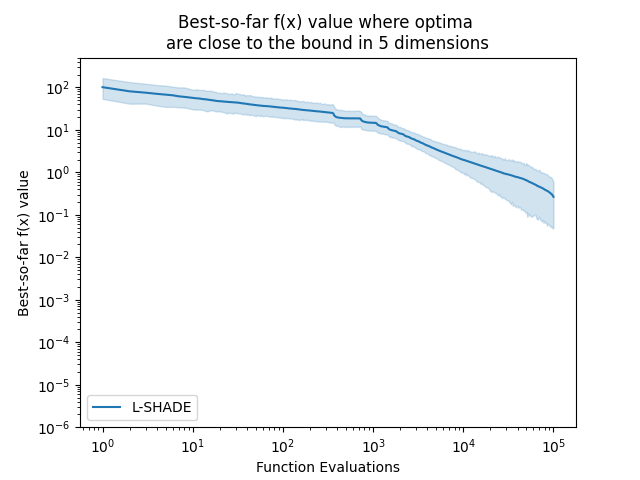 Best-so-far f(x) value where optima
are close to the bound in 5 dimensions
Best-so-far f(x) value
10²
10¹
10⁰
10⁻¹
10⁻²
10⁻³
10⁻⁴
10⁻⁵
10⁻⁶
L-SHADE
10⁰ 10¹ 10² 10³ 10⁴ 10⁵
Function Evaluations